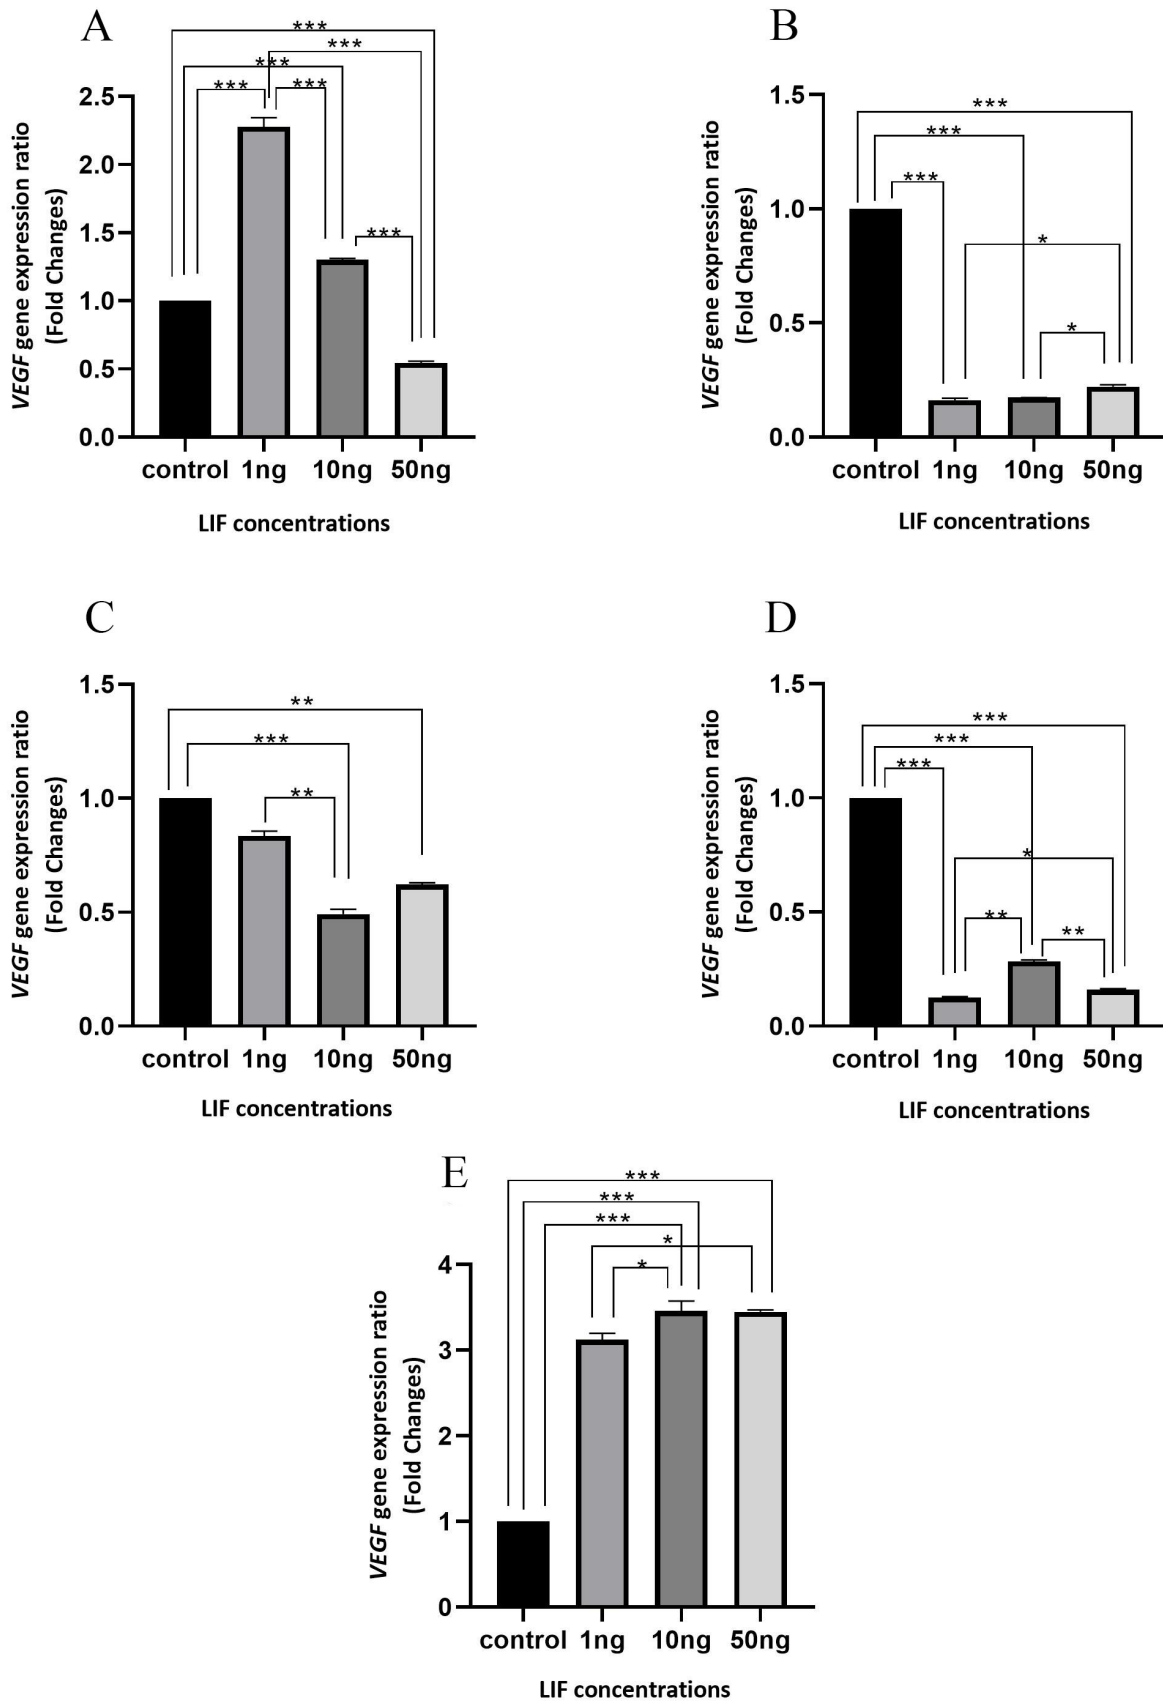 A
***
***
***
***
***
***
2.5
2.0
1.5
1.0
0.5
0.0
VEGF gene expression ratio
(Fold Changes)
control 1ng 10ng 50ng
LIF concentrations
B
***
***
***
*
*
1.5
1.0
0.5
0.0
VEGF gene expression ratio
(Fold Changes)
control 1ng 10ng 50ng
LIF concentrations
C
**
***
**
1.5
1.0
0.5
0.0
VEGF gene expression ratio
(Fold Changes)
control 1ng 10ng 50ng
LIF concentrations
D
***
***
***
*
**
**
1.5
1.0
0.5
0.0
VEGF gene expression ratio
(Fold Changes)
control 1ng 10ng 50ng
LIF concentrations
E
***
***
***
*
*
4
3
2
1
0
VEGF gene expression ratio
(Fold Changes)
control 1ng 10ng 50ng
LIF concentrations